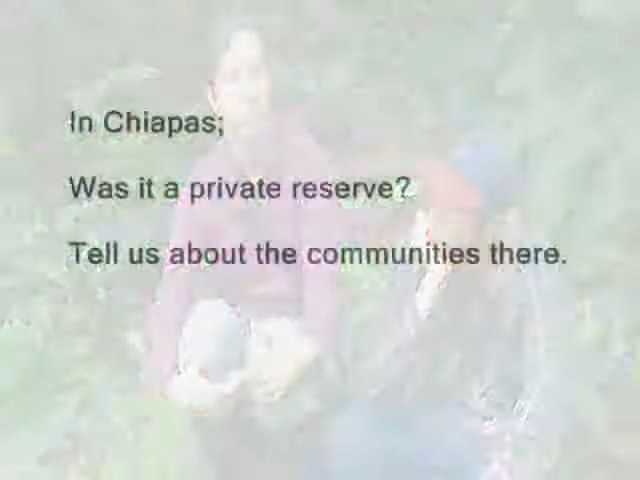 In Chiapas;
Was it a private reserve?
Tell us about the communities there.